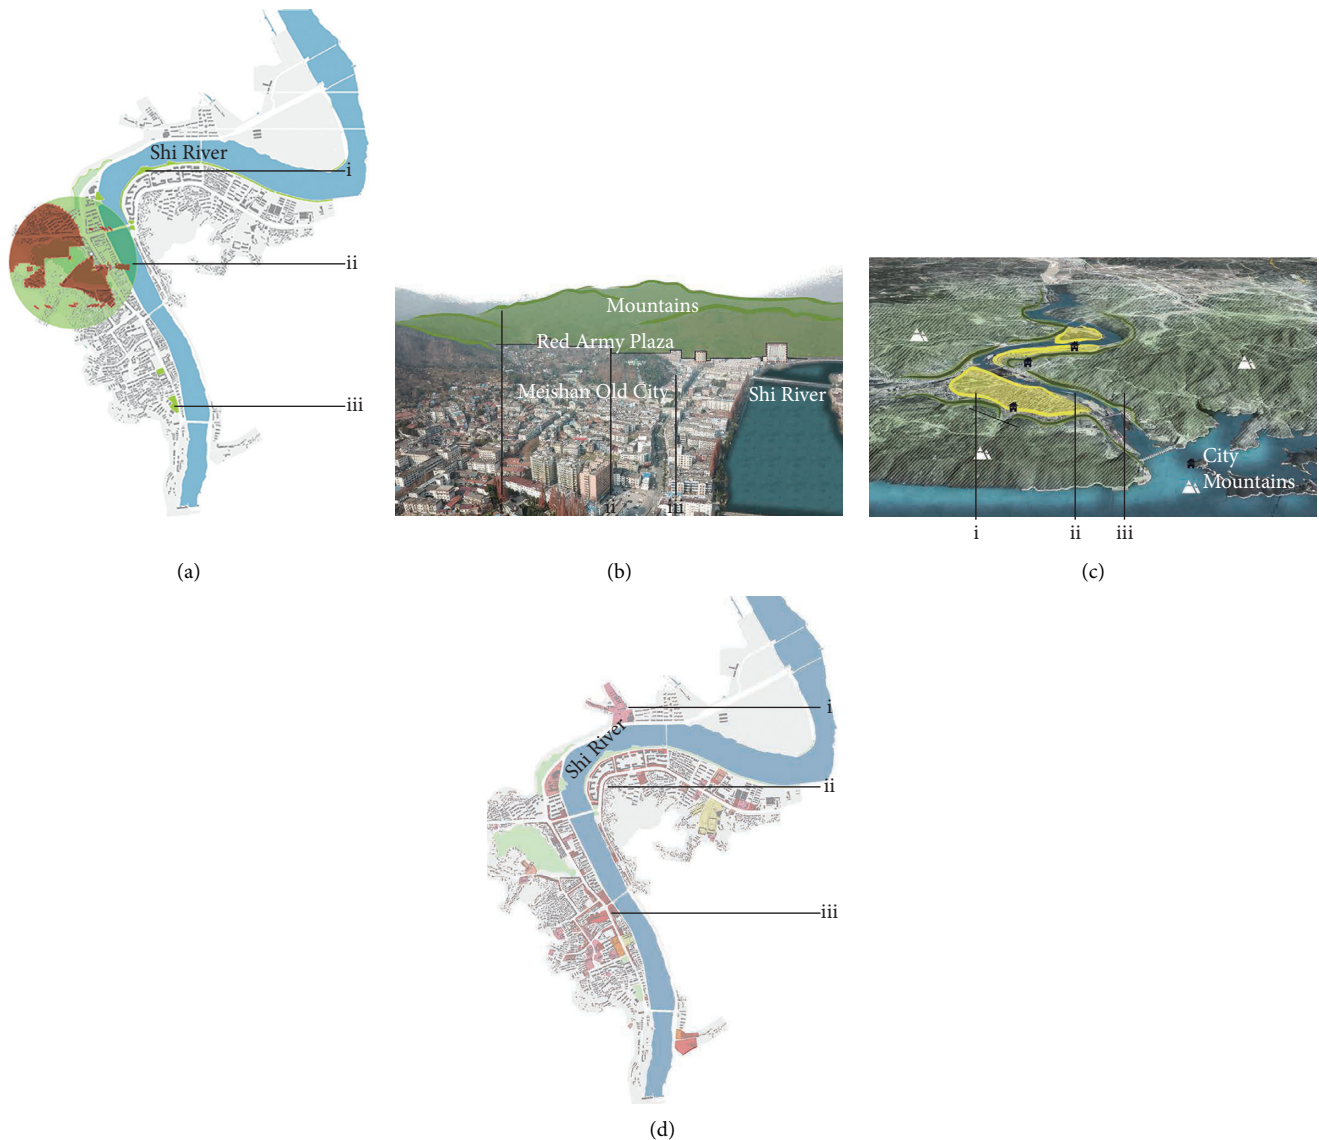 Shi River
i
ii
iii
(a)
Mountains
Red Army Plaza
Meishan Old City
Shi River
i
ii
iii
(b)
City
Mountains
i
ii
iii
(c)
Shi River
i
ii
iii
(d)